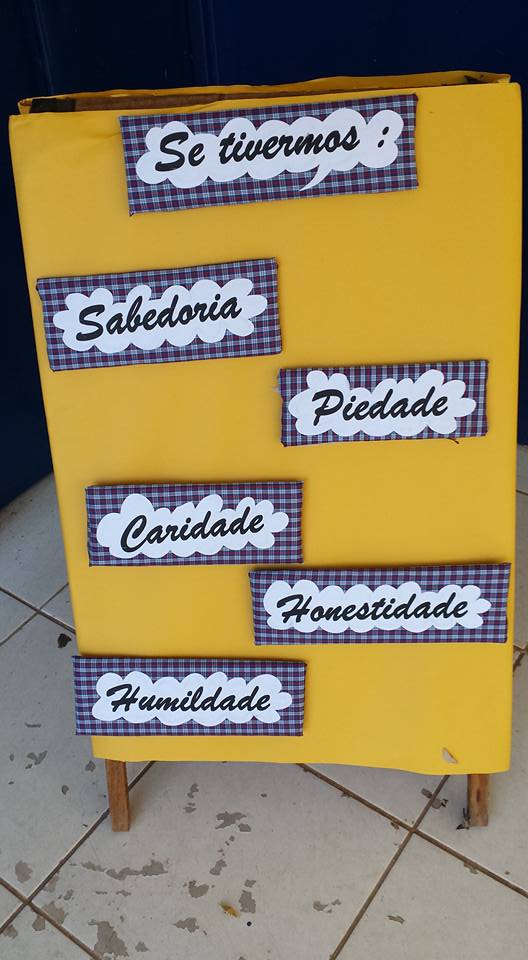 Se tivermos :
Sabedoria
Piedade
Caridade
Honestidade
Humildade